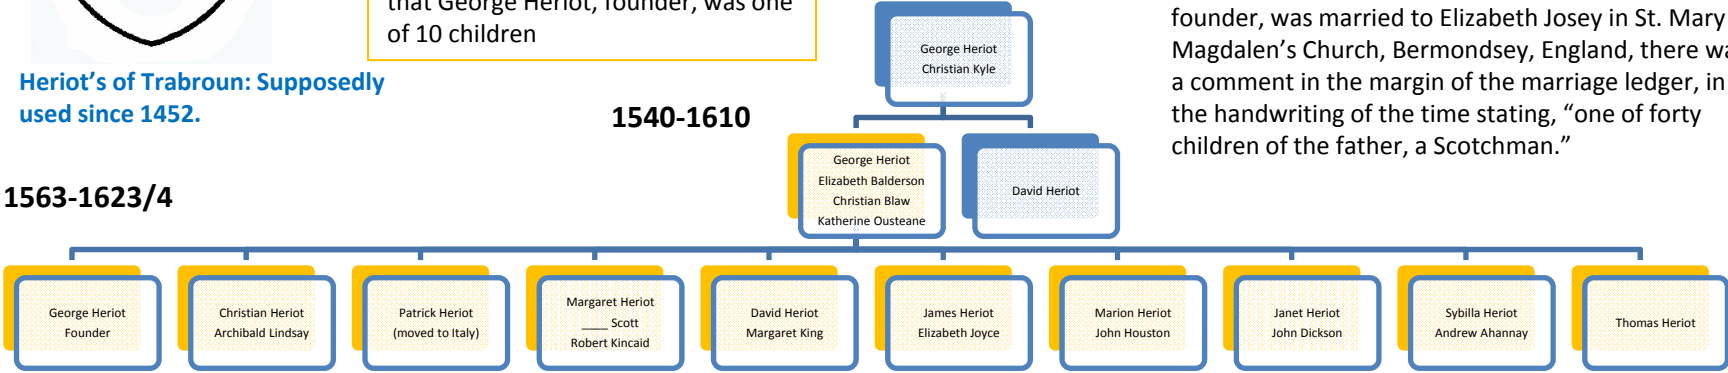 that George Heriot, founder, was one
of 10 children
Heriot's of Trabroun: Supposedly
used since 1452.
founder, was married to Elizabeth Josey in St. Mary
Magdalen's Church, Bermondsey, England, there
a comment in the margin of the marriage ledger, in
the handwriting of the time stating, "one of forty
children of the father, a Scotchman."
George Heriot
Christian Kyle
1540-1610
George Heriot
Elizabeth Balderson
Christian Blaw
Katherine Ousteane
David Heriot
1563-1623/4
George Heriot
Founder
Christian Heriot
Archibald Lindsay
Patrick Heriot
(moved to Italy)
Margaret Heriot
____ Scott
Robert Kincaid
David Heriot
Margaret King
James Heriot
Elizabeth Joyce
Marion Heriot
John Houston
Janet Heriot
John Dickson
Sybilla Heriot
Andrew Ahannay
Thomas Heriot